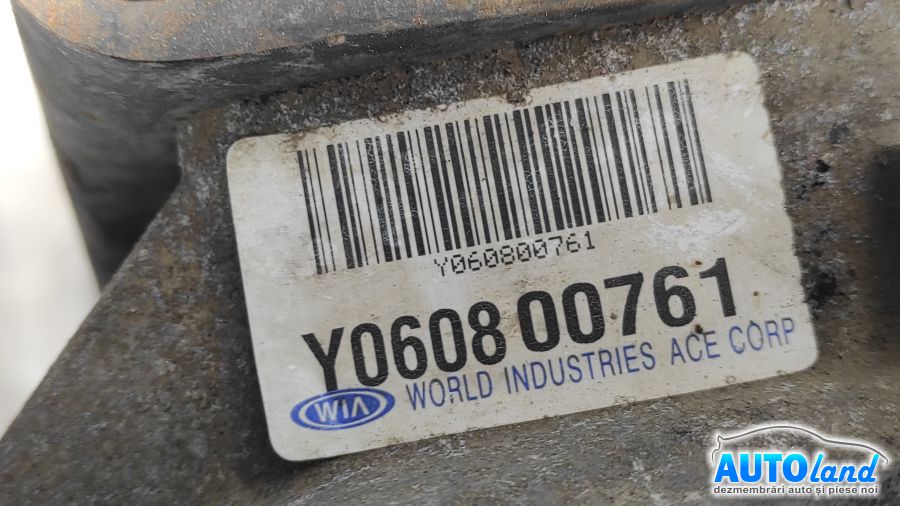 Y060800761
Y0608 00761
WIA WORLD INDUSTRIES ACE CORP
AUTOland
dezmembrări auto și piese noi